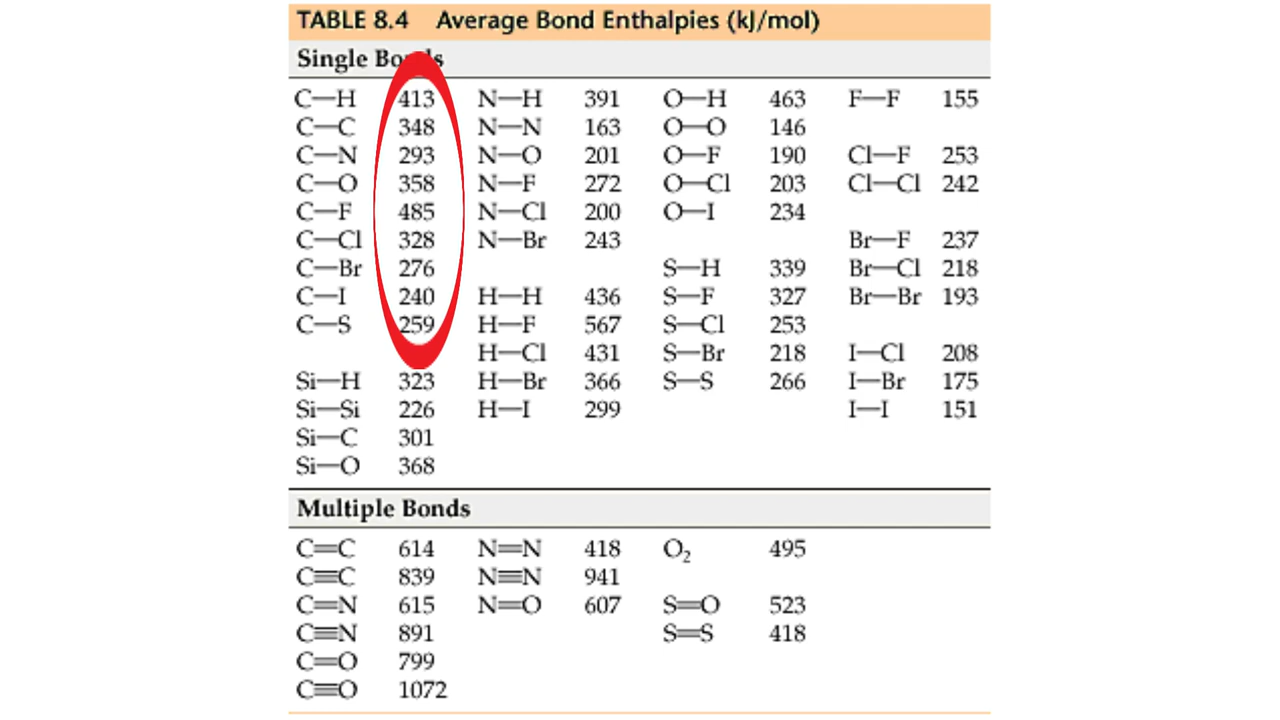 TABLE 8.4 Average Bond Enthalpies (kJ/mol)
Single Bonds
C—H 413 N—H 391 O—H 463 F—F 155
C—C 348 N—N 163 O—O 146
C—N 293 N—O 201 O—F 190 Cl—F 253
C—O 358 N—F 272 O—Cl 203 Cl—Cl 242
C—F 485 N—Cl 200 O—I 234
C—Cl 328 N—Br 243 Br—F 237
C—Br 276 S—H 339 Br—Cl 218
C—I 240 H—H 436 S—F 327 Br—Br 193
C—S 259 H—F 567 S—Cl 253
H—Cl 431 S—Br 218 I—Cl 208
Si—H 323 H—Br 366 S—S 266 I—Br 175
Si—Si 226 H—I 299 I—I 151
Si—C 301
Si—O 368
Multiple Bonds
C=C 614 N=N 418 O₂ 495
C≡C 839 N≡N 941
C=N 615 N=O 607 S=O 523
C≡N 891 S=S 418
C=O 799
C≡O 1072